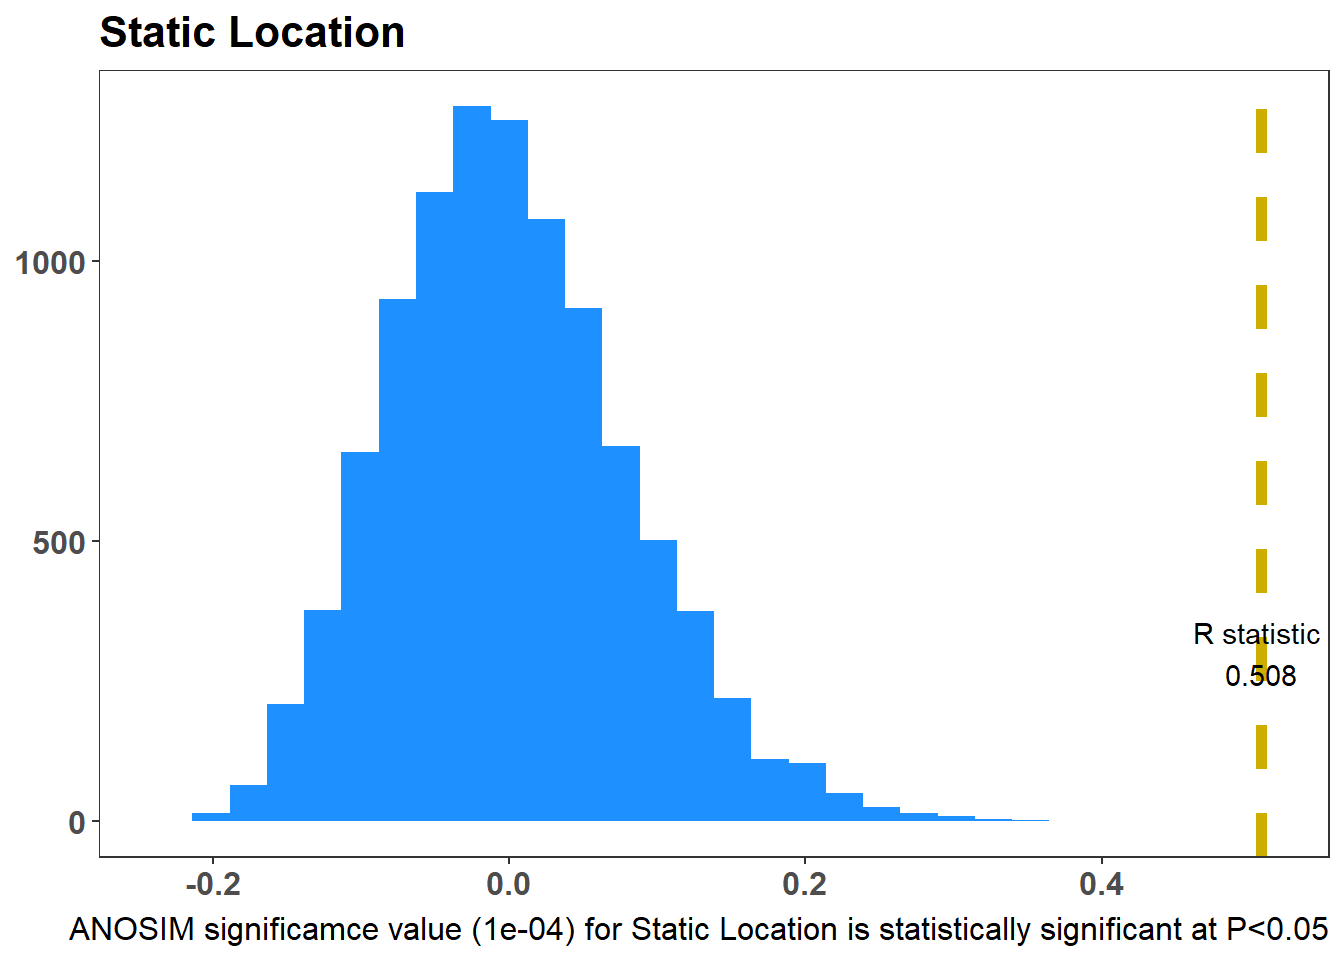 Static Location
1000
500
0
R statistic
0.508
-0.2 0.0 0.2 0.4
ANOSIM significamce value (1e-04) for Static Location is statistically significant at P<0.05